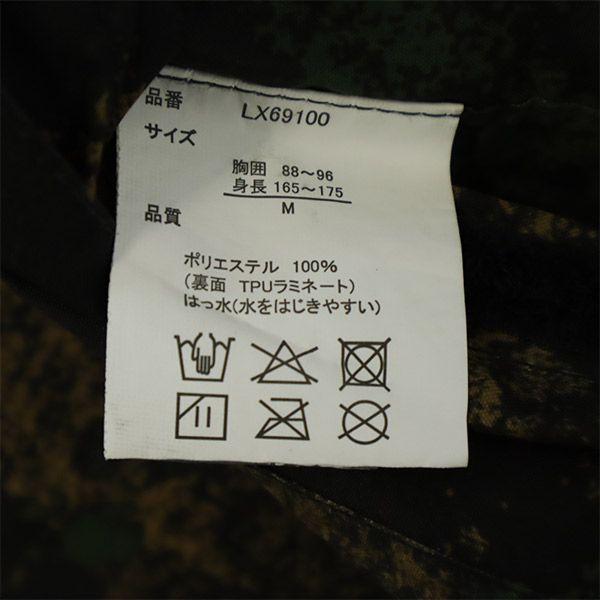 品番 LX69100
サイズ
胸囲 88～96
身長 165～175
M
品質
ポリエステル 100%
(裏面 TPUラミネート)
はっ水(水をはじきやすい)